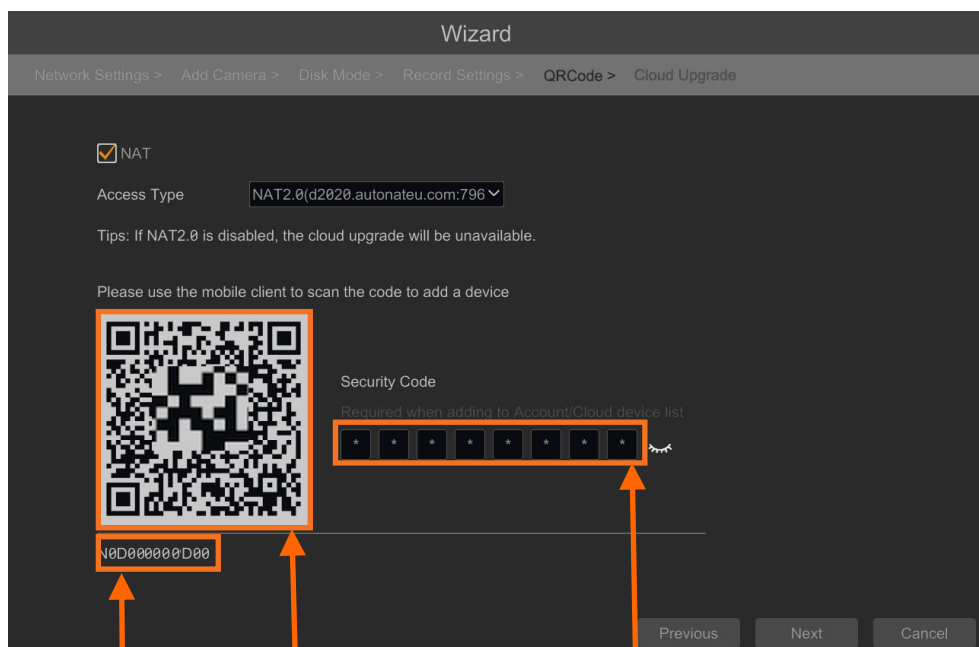 Wizard
Network Settings > Add Camera > Disk Mode > Record Settings > QRCode > Cloud Upgrade
NAT
Access Type NAT2.0(d2020.autonateu.com:796
Tips: If NAT2.0 is disabled, the cloud upgrade will be unavailable.
Please use the mobile client to scan the code to add a device
Security Code
Required when adding to Account/Cloud device list
* * * * * * * *
Previous Next Cancel